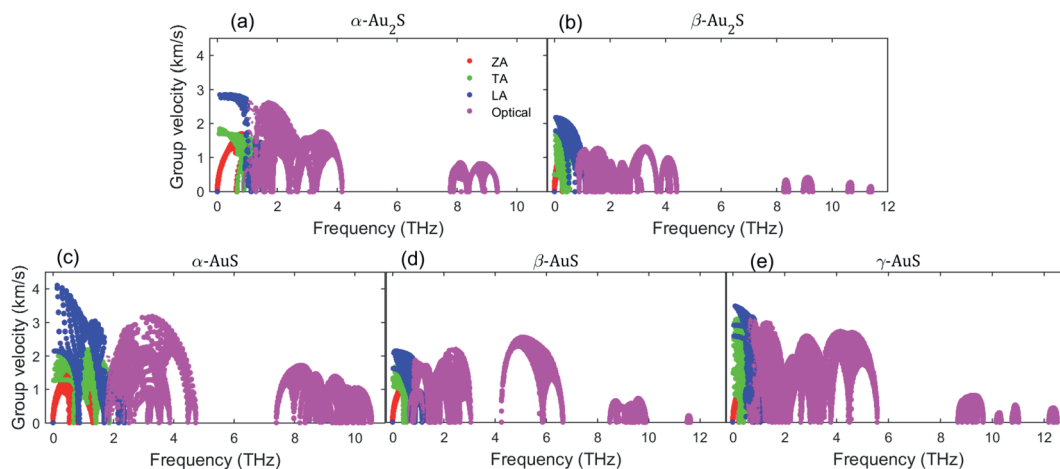 (a) α-Au₂S (b) β-Au₂S
Group velocity (km/s)
4
3
2
1
0
ZA
TA
LA
Optical
0 2 4 6 8 10 0 2 4 6 8 10 12
Frequency (THz) Frequency (THz)
(c) α-AuS (d) β-AuS (e) γ-AuS
Group velocity (km/s)
4
3
2
1
0
0 2 4 6 8 10 0 2 4 6 8 10 12 0 2 4 6 8 10 12
Frequency (THz) Frequency (THz) Frequency (THz)